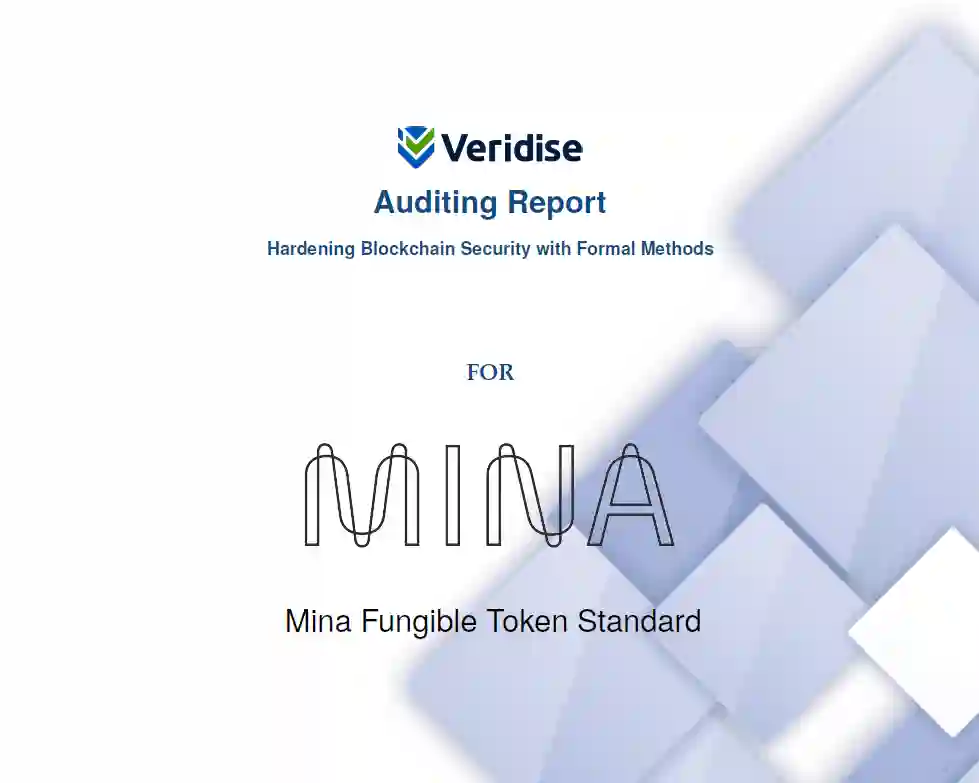 Veridise
Auditing Report
Hardening Blockchain Security with Formal Methods
FOR
MINA
Mina Fungible Token Standard